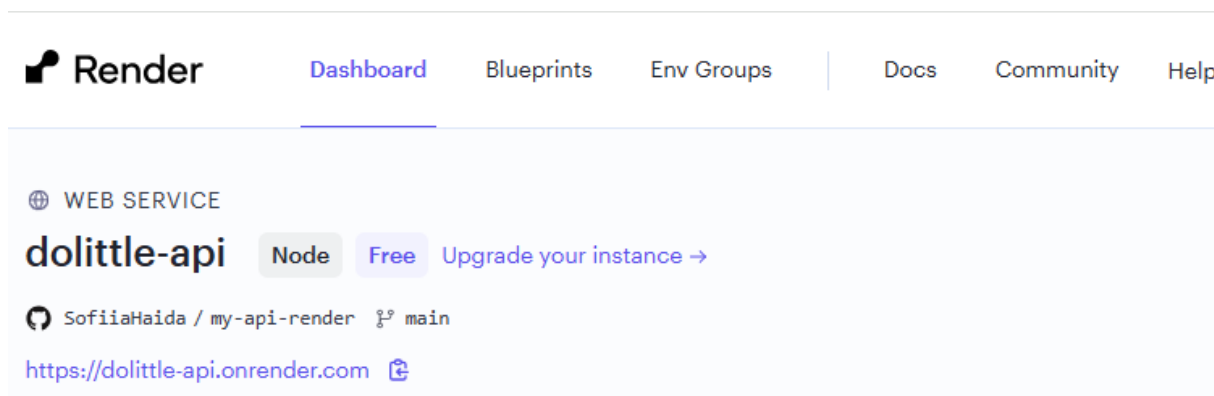 Render Dashboard Blueprints Env Groups Docs Community Help
WEB SERVICE
dolittle-api Node Free Upgrade your instance →
SofiiaHaida / my-api-render main
https://dolittle-api.onrender.com